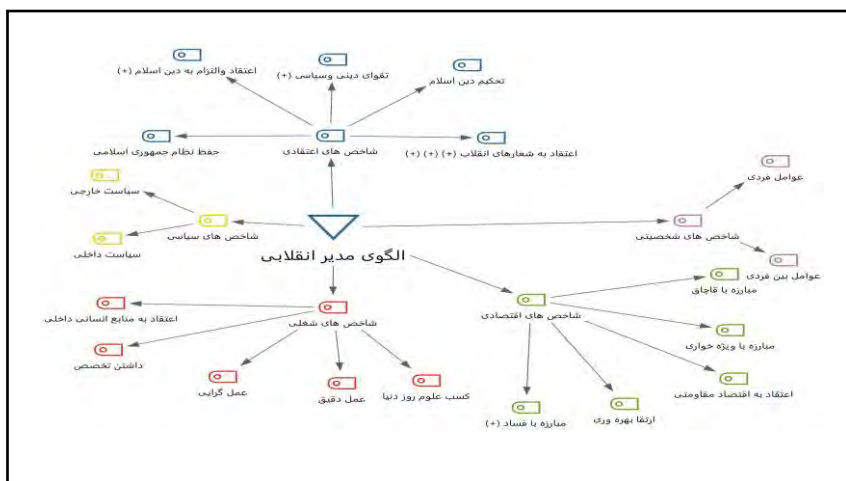 اعتقاد والتزام به دین اسلام (+)
تقوای دینی وسیاسی (+)
تحکیم دین اسلام
حفظ نظام جمهوری اسلامی
شاخص های اعتقادی
اعتقاد به شعارهای انقلاب (+) (+) (+)
عوامل فردی
سیاست خارجی
شاخص های سیاسی
شاخص های شخصیتی
سیاست داخلی
الگوی مدیر انقلابی
عوامل بین فردی
مبارزه با قاچاق
اعتقاد به منابع انسانی داخلی
شاخص های شغلی
شاخص های اقتصادی
مبارزه با ویژه خواری
داشتن تخصص
عمل گرایی
عمل دقیق
کسب علوم روز دنیا
اعتقاد به اقتصاد مقاومتی
ارتقا بهره وری
مبارزه با فساد (+)